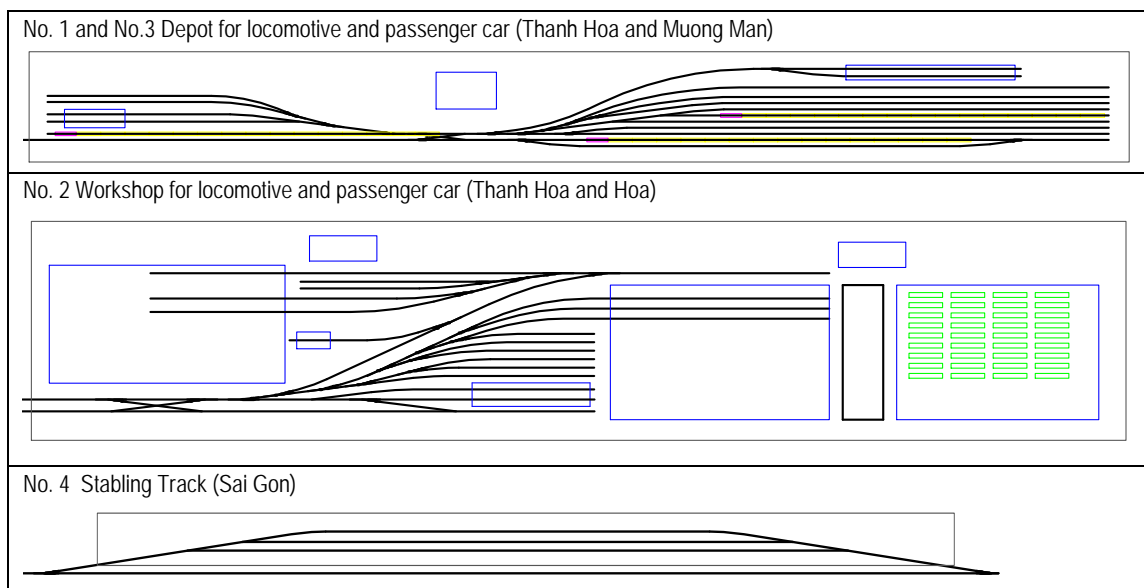 No. 1 and No.3 Depot for locomotive and passenger car (Thanh Hoa and Muong Man)
No. 2 Workshop for locomotive and passenger car (Thanh Hoa and Hoa)
No. 4 Stabling Track (Sai Gon)